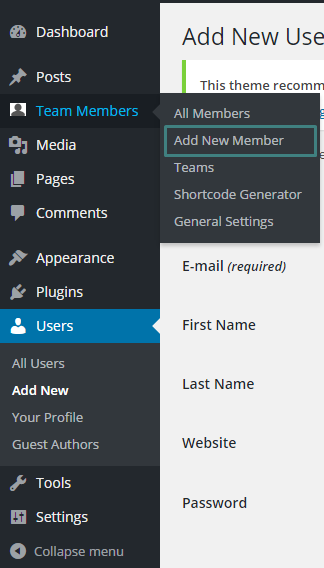 Dashboard
Posts
Team Members
Media
Pages
Comments
Appearance
Plugins
Users
All Users
Add New
Your Profile
Guest Authors
Tools
Settings
Collapse menu
All Members
Add New Member
Teams
Shortcode Generator
General Settings
Add New Use
This theme recomm
E-mail (required)
First Name
Last Name
Website
Password